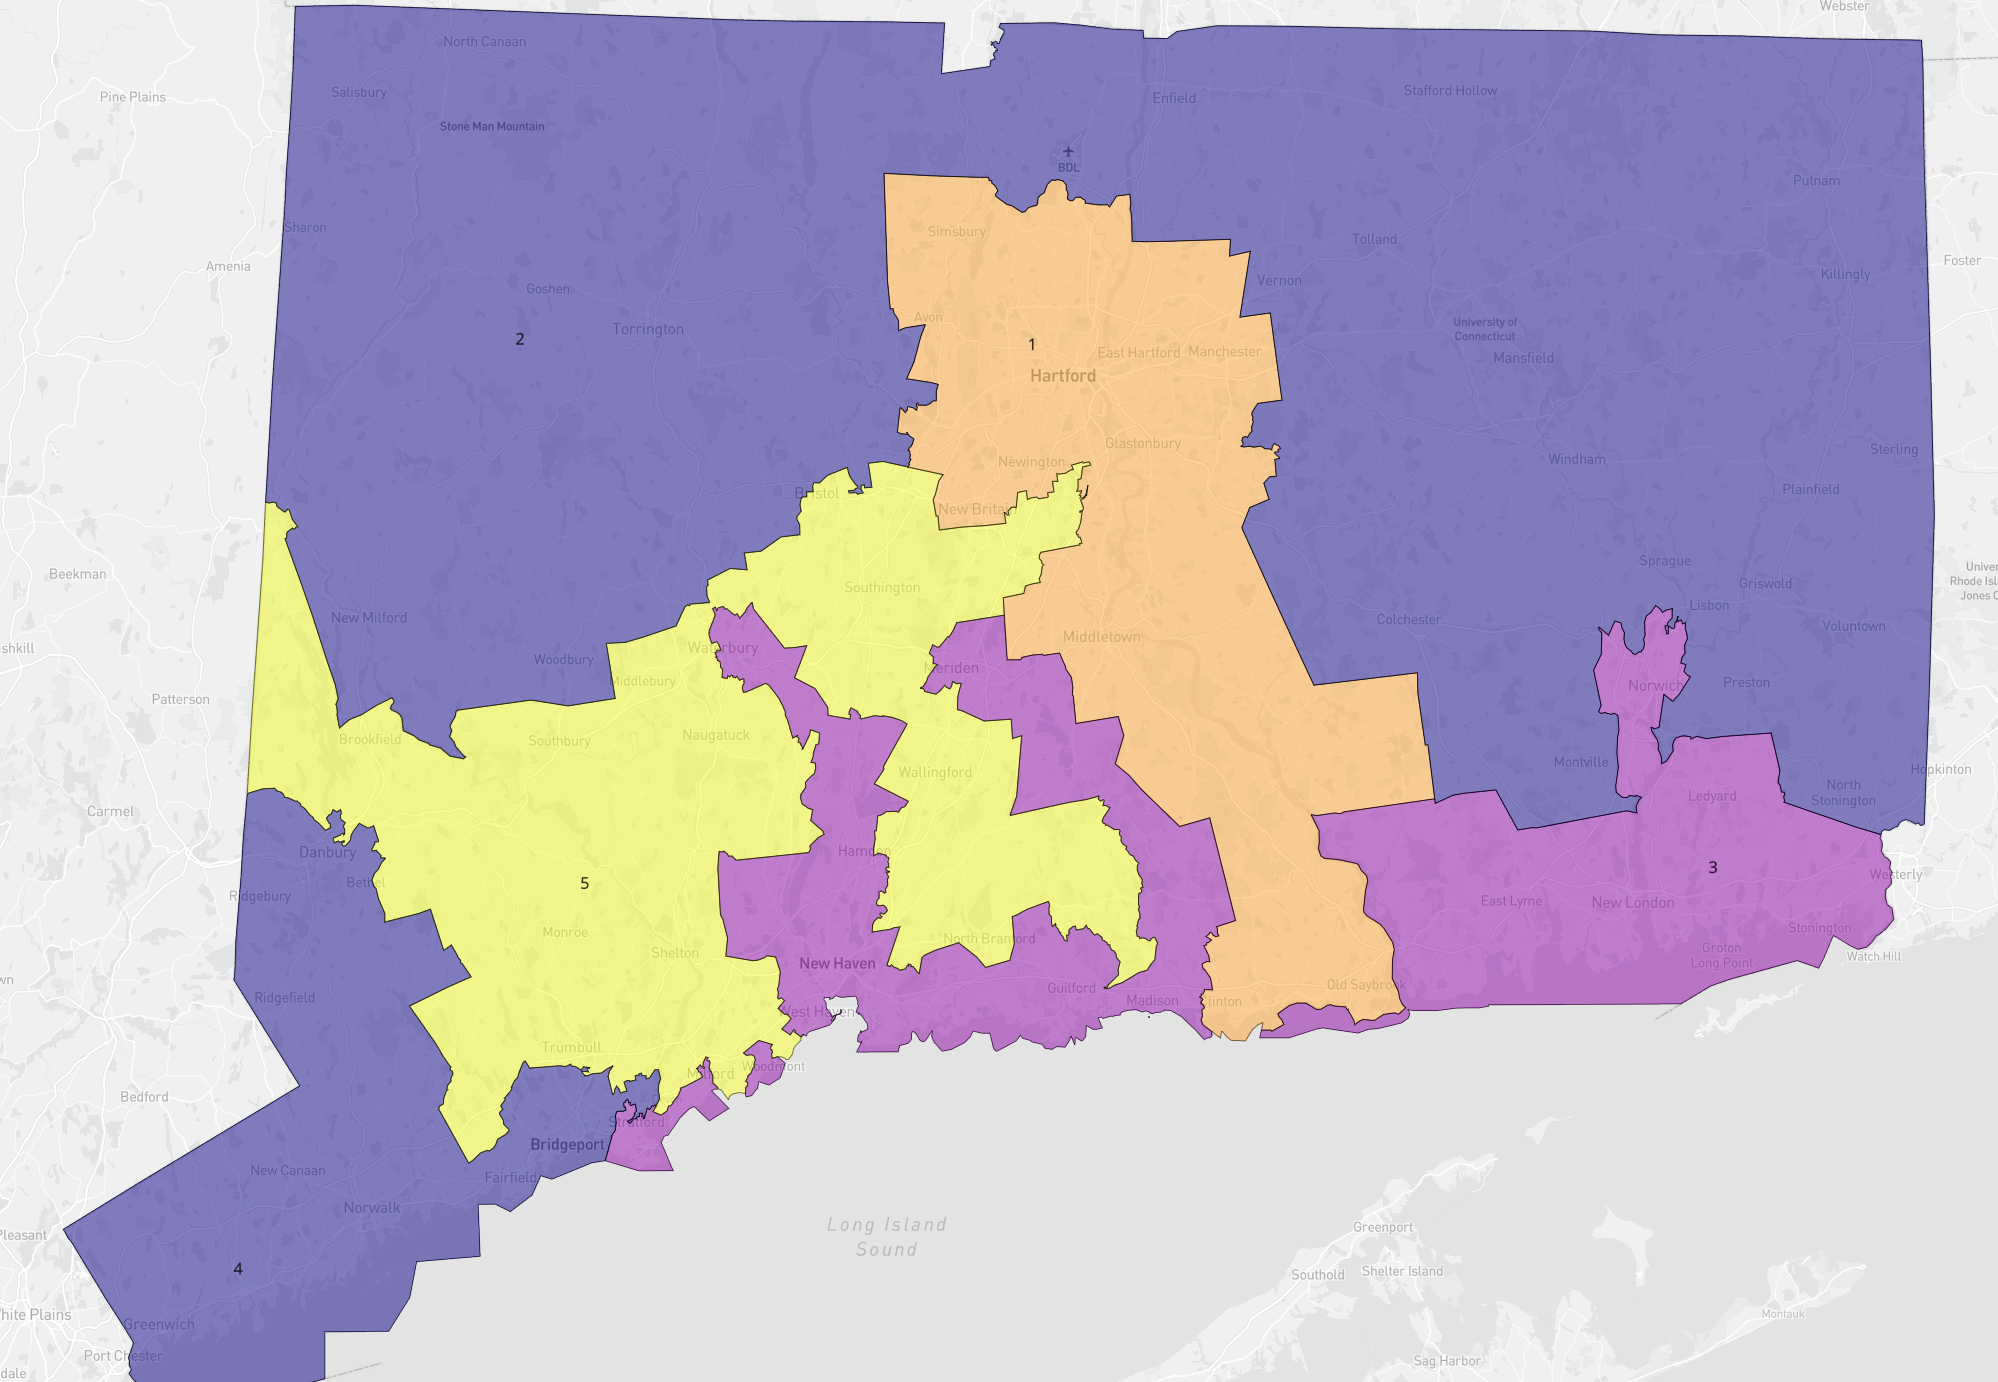 Webster
North Canaan
Pine Plains
Salisbury
Stafford Hollow
Enfield
Stone Man Mountain
BDL
Putnam
Sharon
Simsbury
Tolland
Amenia
Foster
Vernon
Killingly
Goshen
Avon
Torrington
University of
Connecticut
2
1
East Hartford
Manchester
Mansfield
Hartford
Glastonbury
Sterling
Newington
Windham
Bristol
Plainfield
New Britain
Sprague
Beekman
Univer
Rhode Isl
Jones C
Southington
Griswold
Lisbon
New Milford
Colchester
Voluntown
Middletown
shkill
Waterbury
Woodbury
Meriden
Middlebury
Preston
Norwich
Patterson
Naugatuck
Brookfield
Southbury
Montville
Wallingford
Hopkinton
North
Stonington
Ledyard
Carmel
Danbury
Hamden
3
Westerly
Bethel
5
Ridgebury
East Lyme
New London
Monroe
Stonington
North Branford
Groton
Long Point
Shelton
Watch Hill
New Haven
wn
Old Saybrook
Guilford
Ridgefield
Madison
Clinton
West Haven
Trumbull
Woodmont
Milford
Bedford
Devon
Stratford
Bridgeport
New Canaan
Fairfield
Norwalk
Long Island
Sound
Greenport
Pleasant
4
Southold
Shelter Island
hite Plains
Montauk
Greenwich
Port Chester
Sag Harbor
sdale